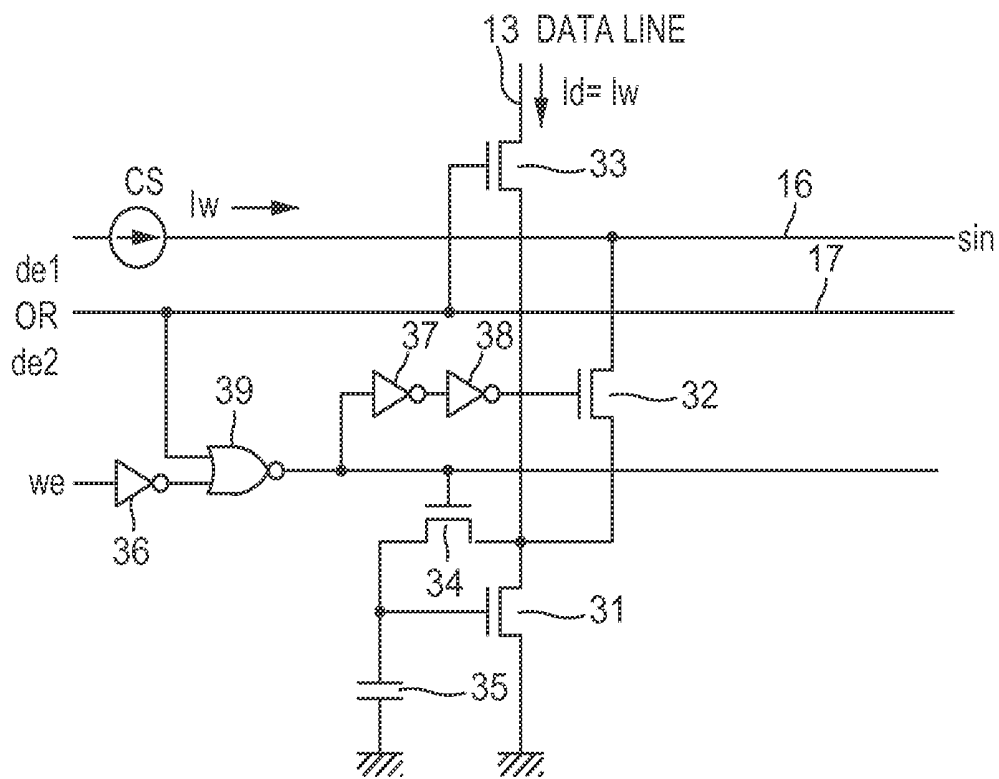 13 DATA LINE
Id= Iw
33
CS
Iw
16
sin
de1
OR
de2
17
37
38
32
39
we
36
34
31
35